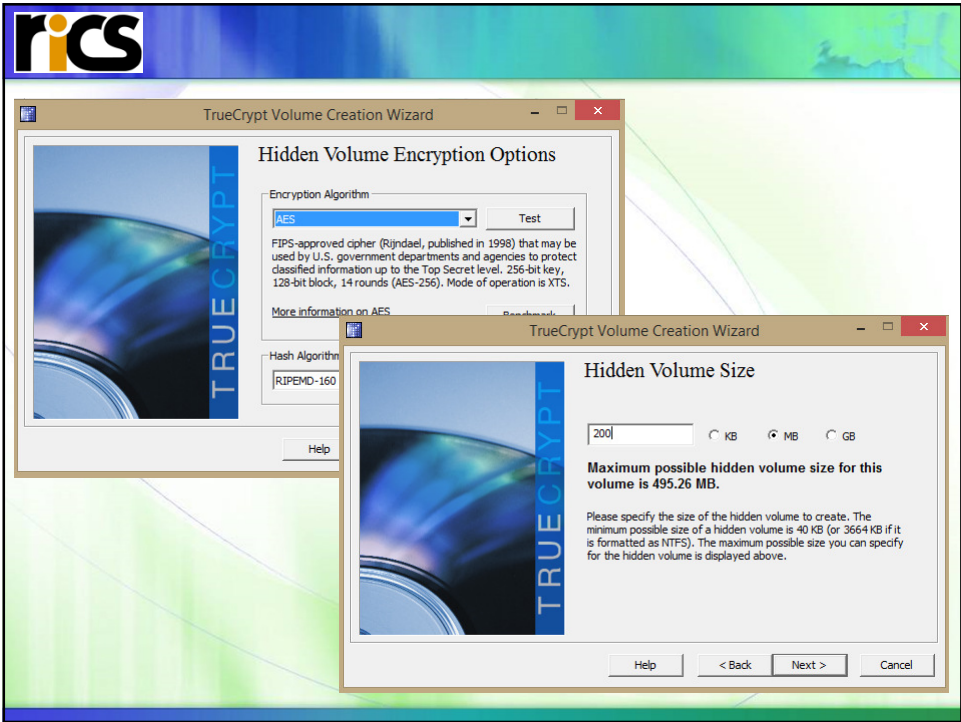 rics
TrueCrypt Volume Creation Wizard
TRUECRYPT
Hidden Volume Encryption Options
Encryption Algorithm
AES
Test
FIPS-approved cipher (Rijndael, published in 1998) that may be
used by U.S. government departments and agencies to protect
classified information up to the Top Secret level. 256-bit key,
128-bit block, 14 rounds (AES-256). Mode of operation is XTS.
More information on AES
Benchmark
Hash Algorithm
RIPEMD-160
Help
TrueCrypt Volume Creation Wizard
TRUECRYPT
Hidden Volume Size
200
KB
MB
GB
Maximum possible hidden volume size for this
volume is 495.26 MB.
Please specify the size of the hidden volume to create. The
minimum possible size of a hidden volume is 40 KB (or 3664 KB if it
is formatted as NTFS). The maximum possible size you can specify
for the hidden volume is displayed above.
Help
< Back
Next >
Cancel